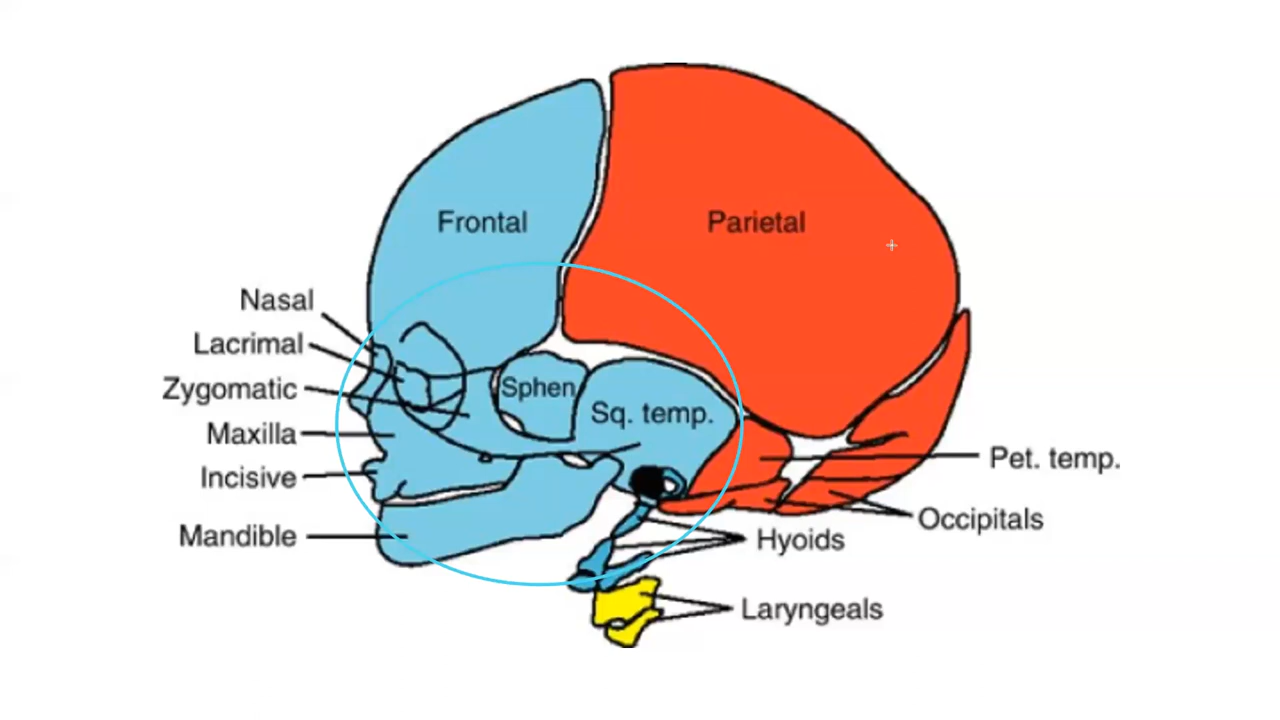 Frontal
Parietal
Nasal
Lacrimal
Zygomatic
Sphen
Sq. temp.
Maxilla
Pet. temp.
Incisive
Occipitals
Mandible
Hyoids
Laryngeals